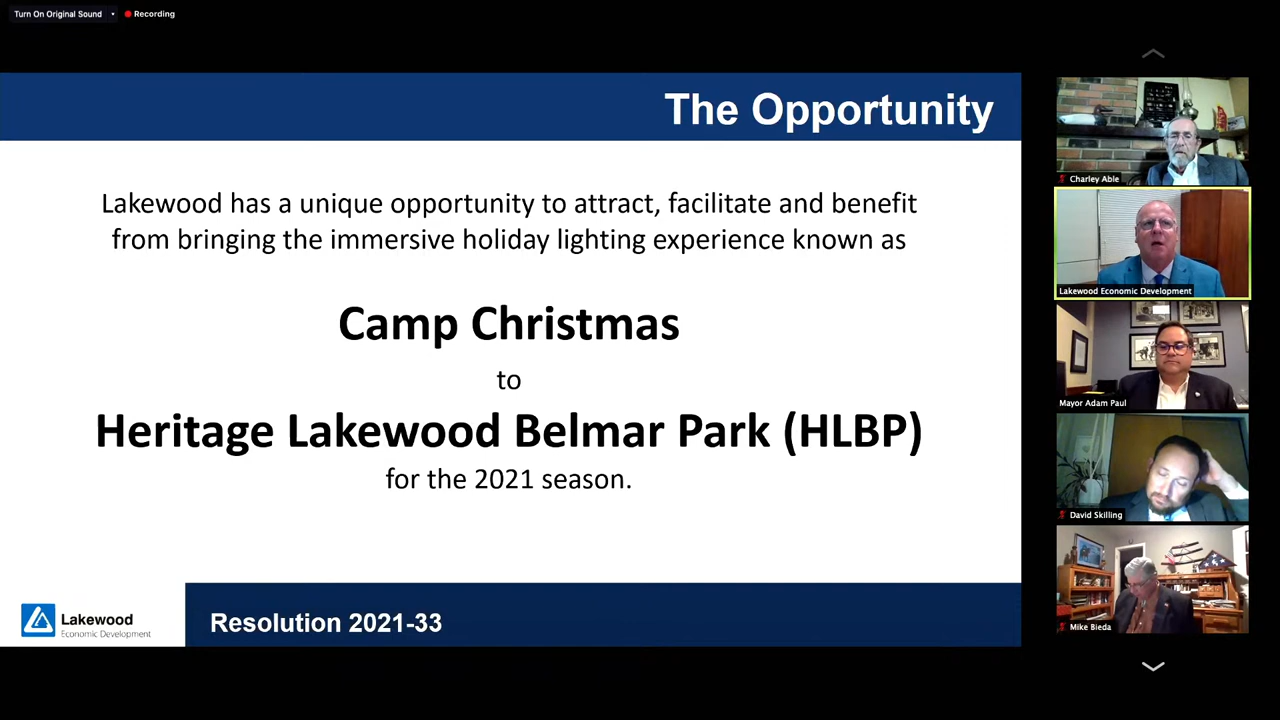 Turn On Original Sound
Recording
The Opportunity
Lakewood has a unique opportunity to attract, facilitate and benefit
from bringing the immersive holiday lighting experience known as
Camp Christmas
to
Heritage Lakewood Belmar Park (HLBP)
for the 2021 season.
Lakewood
Economic Development
Resolution 2021-33
Charley Able
Lakewood Economic Development
Mayor Adam Paul
David Skilling
Mike Bieda